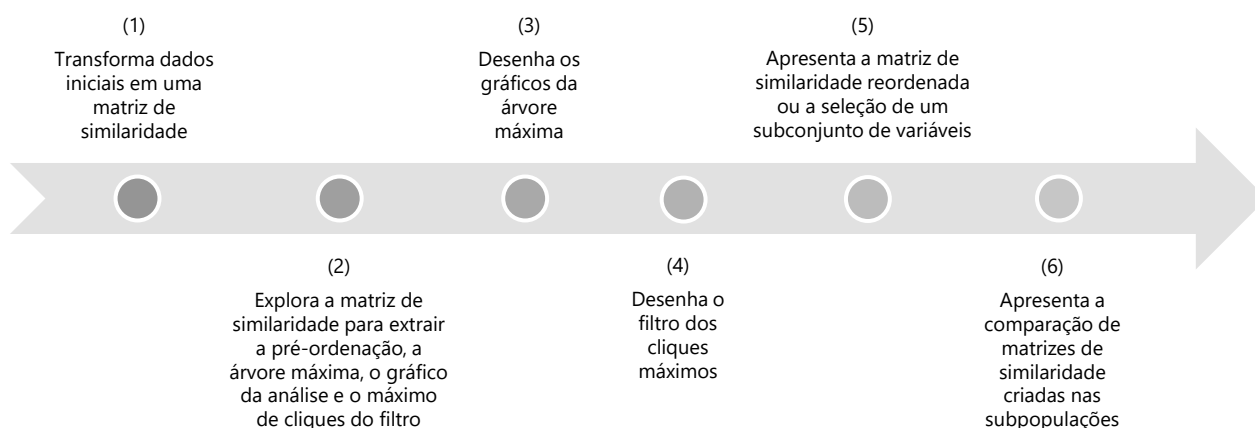 (1)
Transforma dados
iniciais em uma
matriz de
similaridade
(2)
Explora a matriz de
similaridade para extrair
a pré-ordenação, a
árvore máxima, o gráfico
da análise e o máximo
de cliques do filtro
(3)
Desenha os
gráficos da
árvore
máxima
(4)
Desenha o
filtro dos
cliques
máximos
(5)
Apresenta a matriz de
similaridade reordenada
ou a seleção de um
subconjunto de variáveis
(6)
Apresenta a
comparação de
matrizes de
similaridade
criadas nas
subpopulações